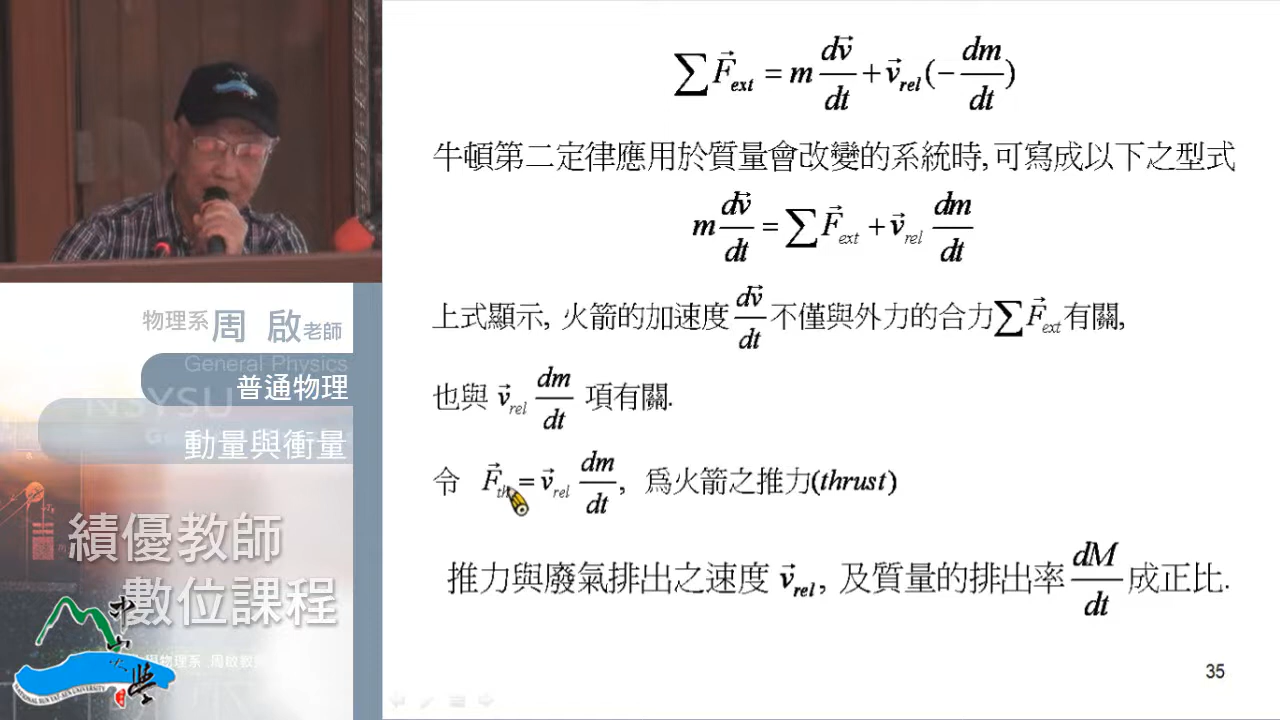 ∑F⃗ext = m dv⃗/dt + v⃗rel(−dm/dt)
牛頓第二定律應用於質量會改變的系統時,可寫成以下之型式
m dv⃗/dt = ∑F⃗ext + v⃗rel dm/dt
上式顯示, 火箭的加速度 dv⃗/dt 不僅與外力的合力∑F⃗ext 有關,
也與 v⃗rel dm/dt 項有關.
令 F⃗th = v⃗rel dm/dt, 為火箭之推力(thrust)
推力與廢氣排出之速度 v⃗rel, 及質量的排出率 dM/dt 成正比.
35
物理系 周 啟 老師
General Physics
普通物理
NSYSU
動量與衝量
績優教師
數位課程
NATIONAL SUN YAT-SEN UNIVERSITY